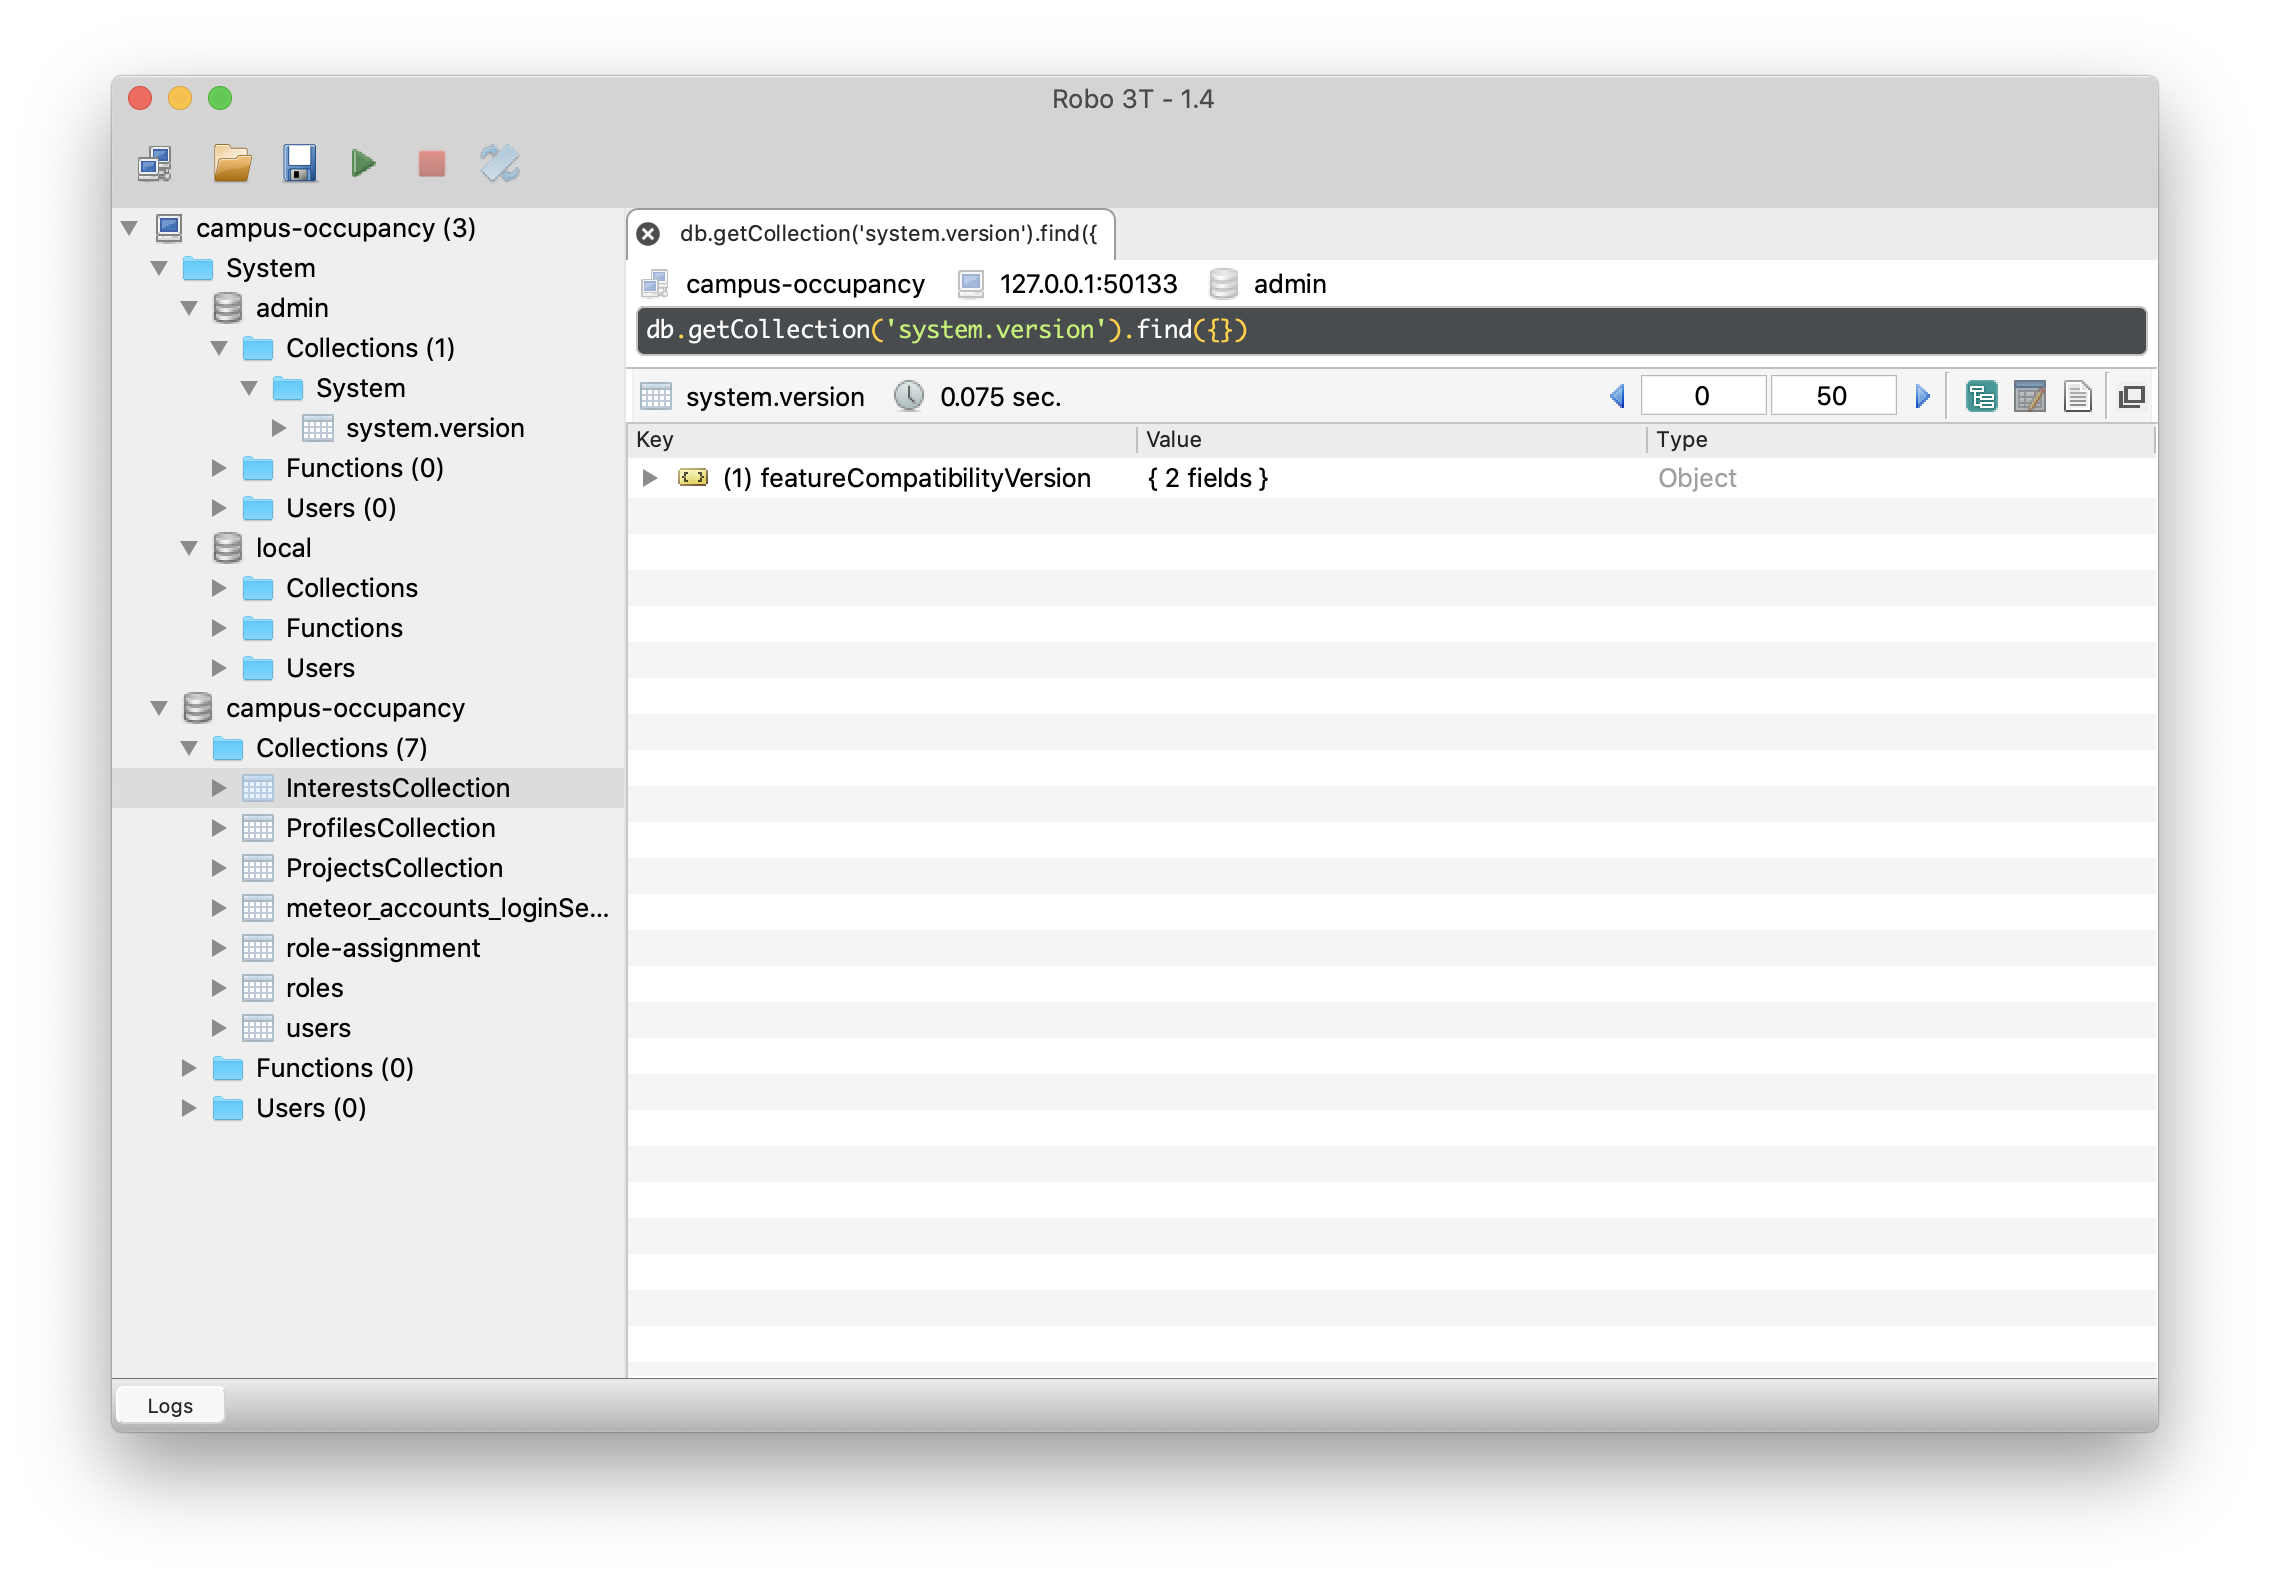 Robo 3T - 1.4
campus-occupancy (3)
System
admin
Collections (1)
System
system.version
Functions (0)
Users (0)
local
Collections
Functions
Users
campus-occupancy
Collections (7)
InterestsCollection
ProfilesCollection
ProjectsCollection
meteor_accounts_loginSe...
role-assignment
roles
users
Functions (0)
Users (0)
db.getCollection('system.version').find({
campus-occupancy 127.0.0.1:50133 admin
db.getCollection('system.version').find({})
system.version 0.075 sec. 0 50
Key Value Type
(1) featureCompatibilityVersion { 2 fields } Object
Logs